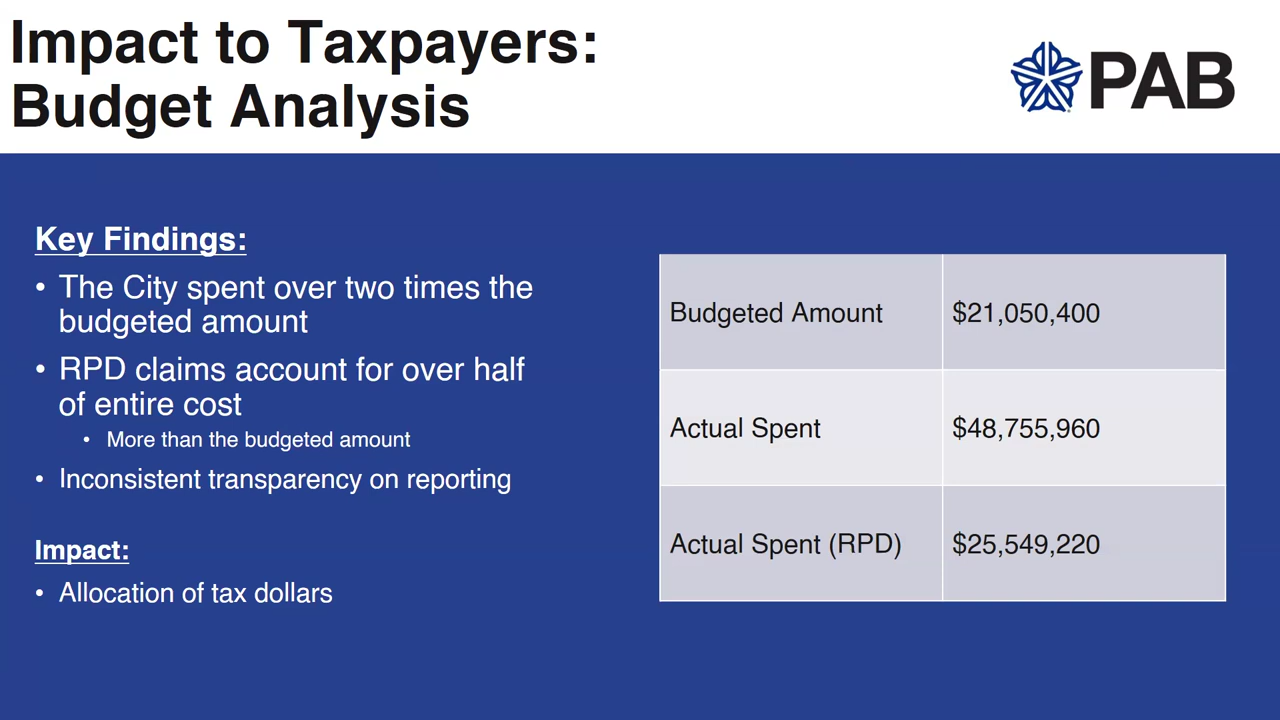 Impact to Taxpayers:
Budget Analysis
PAB
Key Findings:
• The City spent over two times the
budgeted amount
• RPD claims account for over half
of entire cost
• More than the budgeted amount
• Inconsistent transparency on reporting
Impact:
• Allocation of tax dollars
Budgeted Amount $21,050,400
Actual Spent $48,755,960
Actual Spent (RPD) $25,549,220